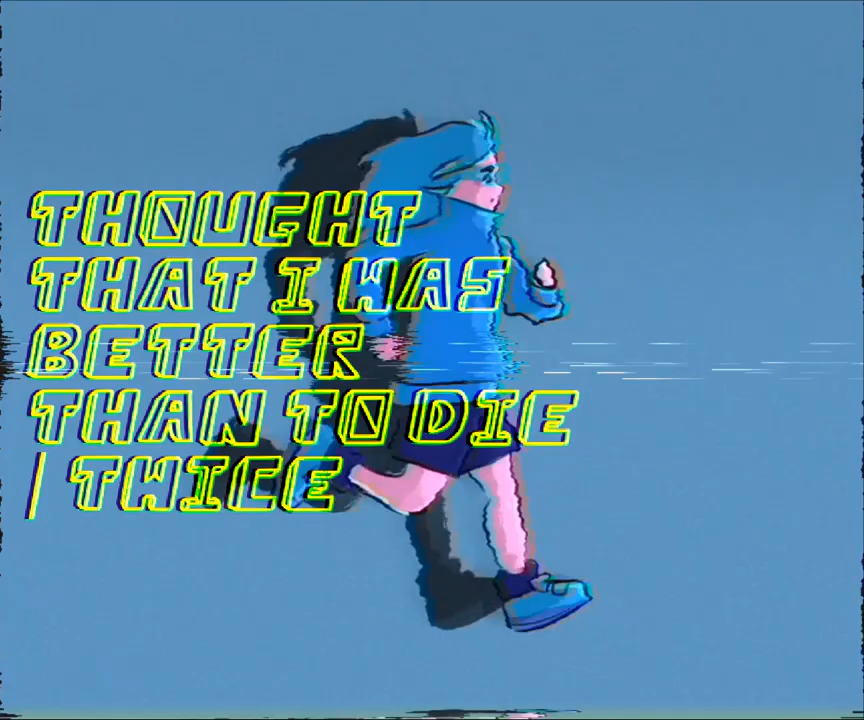 THOUGHT
THAT I WAS
BETTER
THAN TO DIE
| TWICE